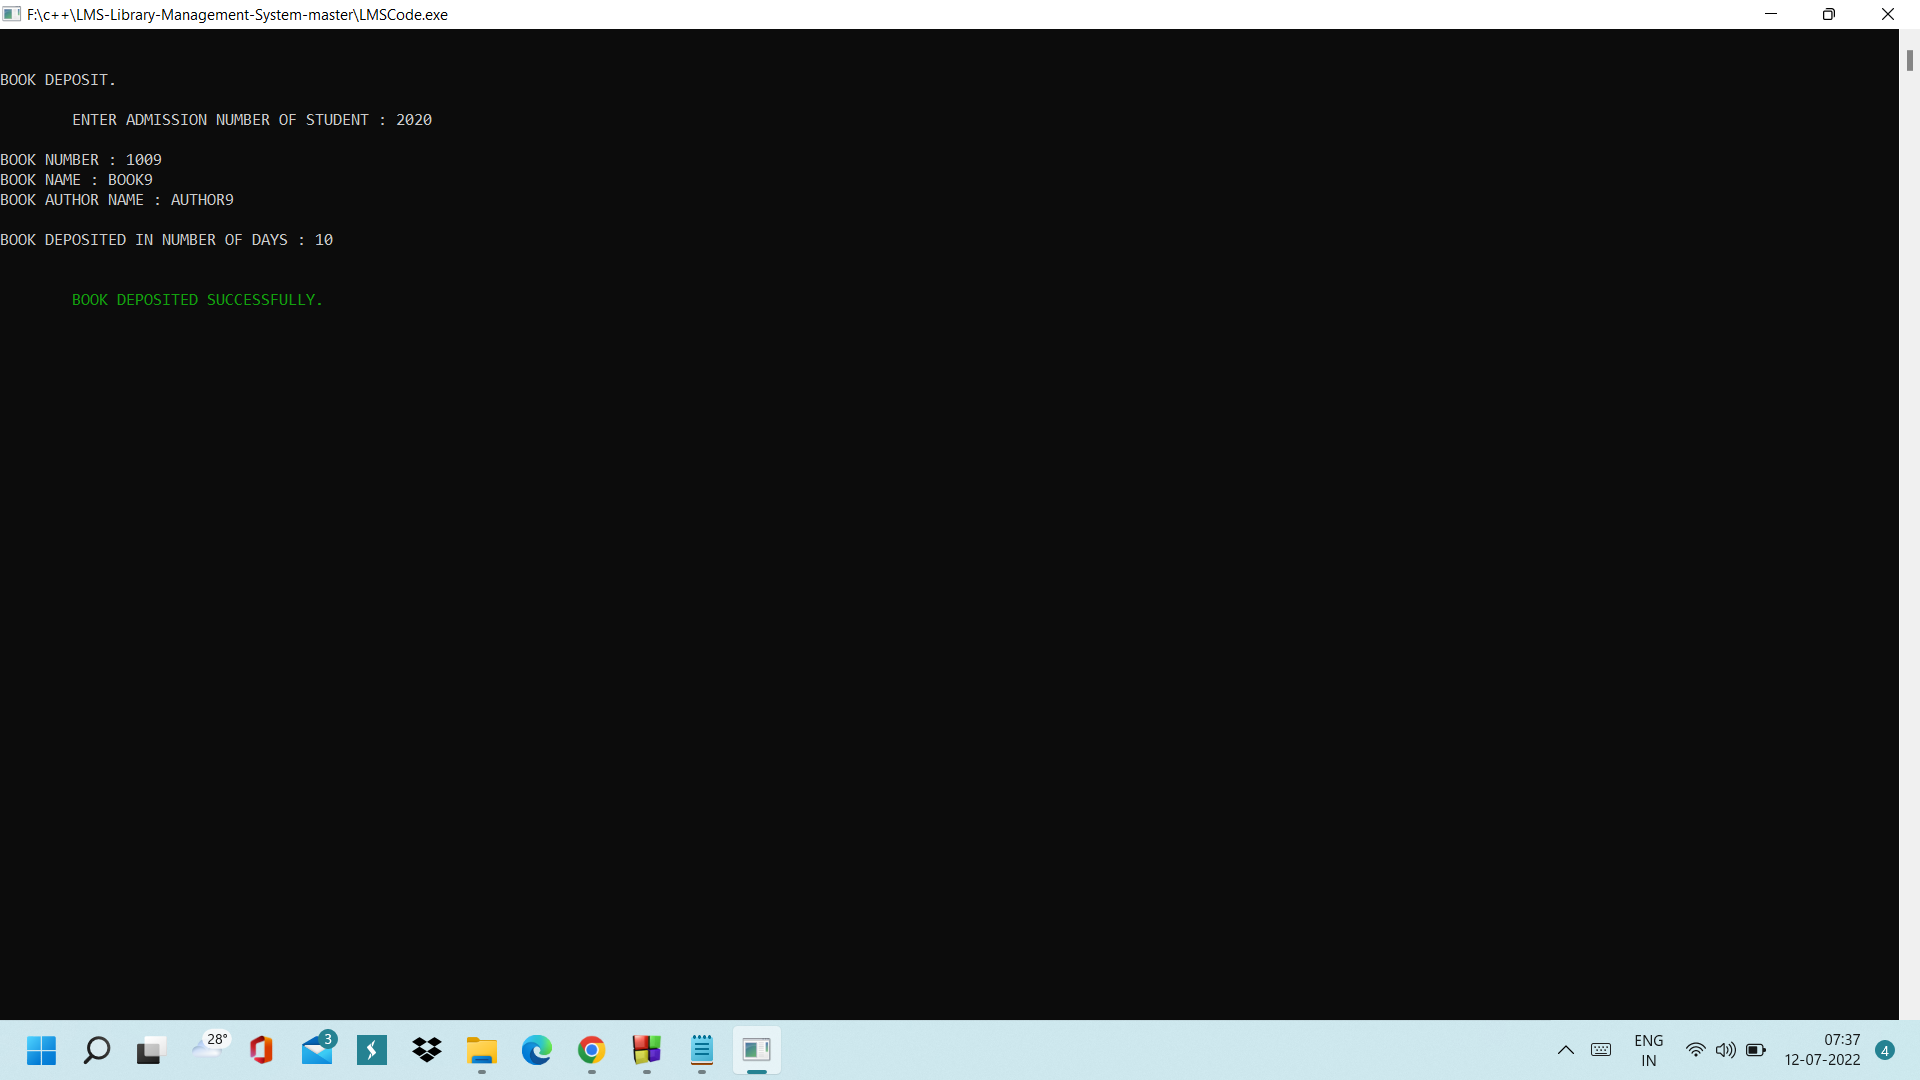 F:\c++\LMS-Library-Management-System-master\LMSCode.exe
BOOK DEPOSIT.
ENTER ADMISSION NUMBER OF STUDENT : 2020
BOOK NUMBER : 1009
BOOK NAME : BOOK9
BOOK AUTHOR NAME : AUTHOR9
BOOK DEPOSITED IN NUMBER OF DAYS : 10
BOOK DEPOSITED SUCCESSFULLY.
28°
3
ENG
IN
07:37
12-07-2022
4